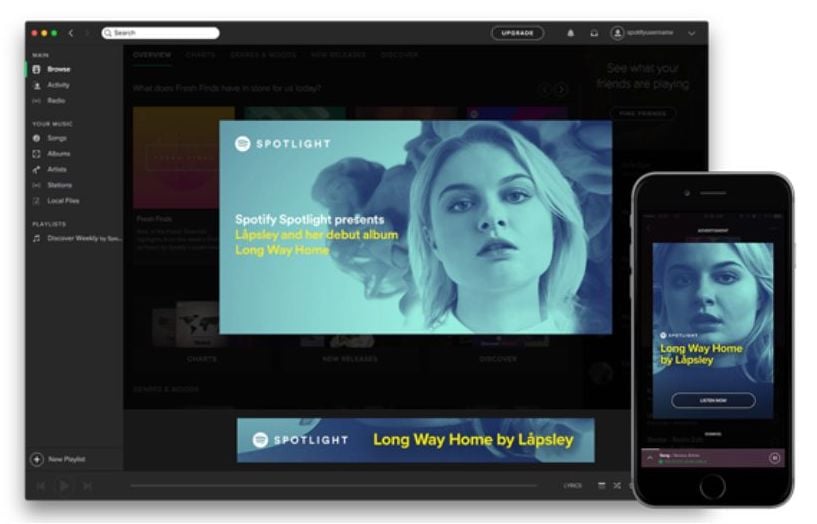 Search
UPGRADE
spotifyusername
MAIN
Browse
Activity
Radio
YOUR MUSIC
Songs
Albums
Artists
Stations
Local Files
PLAYLISTS
Discover Weekly by Spo...
New Playlist
OVERVIEW CHARTS GENRES & MOODS NEW RELEASES DISCOVER
What does Fresh Finds have in store for us today?
See what your
friends are playing
FIND FRIENDS
FRESH FINDS
Fresh Finds
CHARTS NEW RELEASES DISCOVER
GENRES & MOODS
SPOTLIGHT
Spotify Spotlight presents
Låpsley and her debut album
Long Way Home
SPOTLIGHT Long Way Home by Låpsley
LYRICS
ADVERTISEMENT
SPOTLIGHT
Long Way Home
by Låpsley
LISTEN NOW
DISMISS